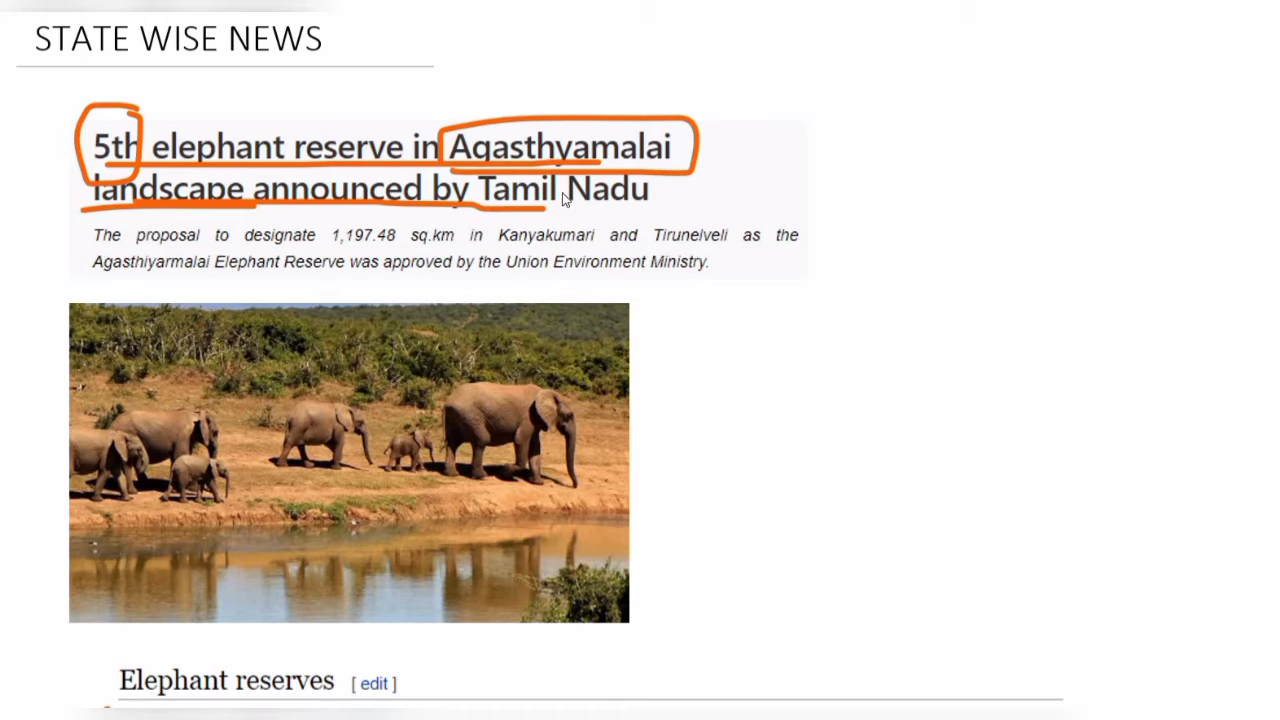 STATE WISE NEWS
5th elephant reserve in Agasthyamalai
landscape announced by Tamil Nadu
The proposal to designate 1,197.48 sq.km in Kanyakumari and Tirunelveli as the
Agasthiyarmalai Elephant Reserve was approved by the Union Environment Ministry.
Elephant reserves [ edit ]